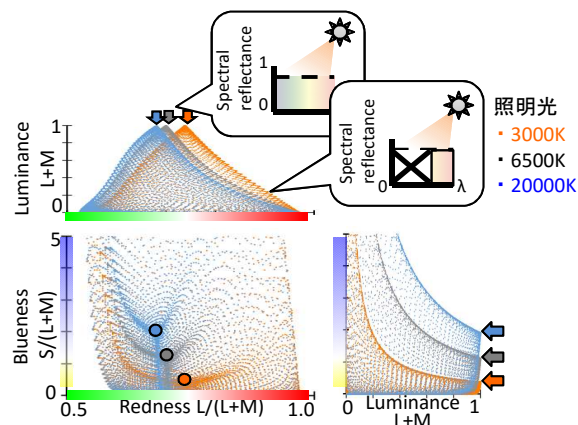 Spectral
reflectance
1
0
Spectral
reflectance
0
λ
照明光
・3000K
・6500K
・20000K
Luminance
L+M
1
0
Blueness
S/(L+M)
5
0
0.5
Redness L/(L+M)
1.0
0
Luminance
L+M
1